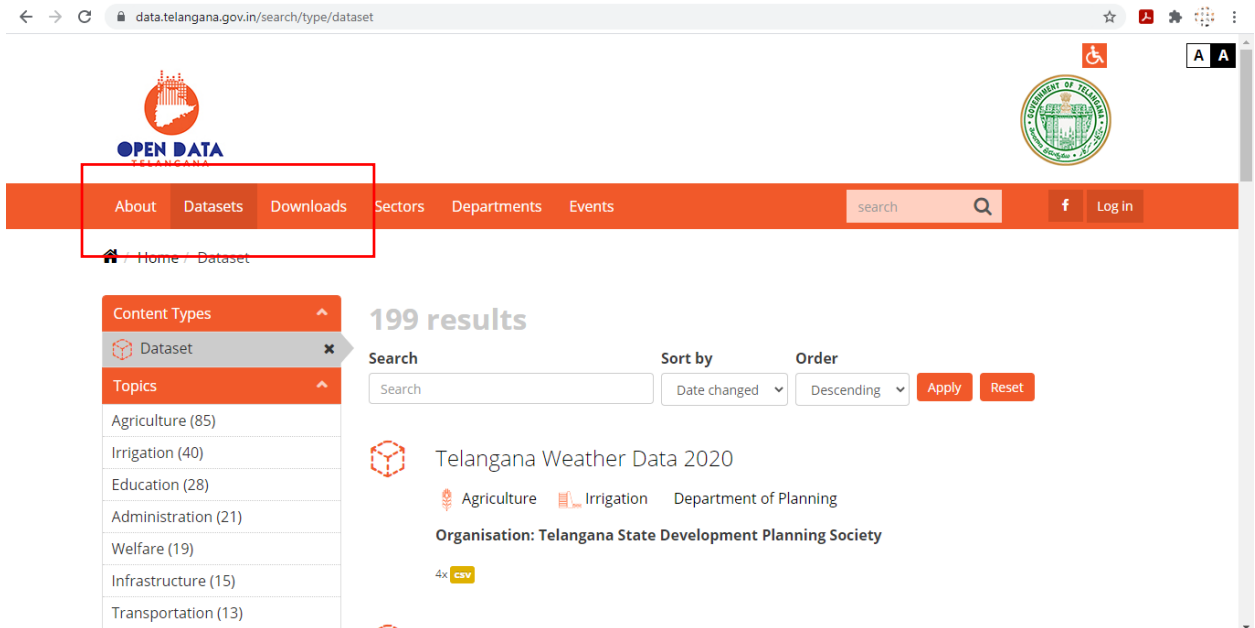 data.telangana.gov.in/search/type/dataset
A A
GOVERNMENT OF TELANGANA
OPEN DATA
TELANGANA
About Datasets Downloads Sectors Departments Events search f Log in
/ Home / Dataset
Content Types
Dataset
Topics
Agriculture (85)
Irrigation (40)
Education (28)
Administration (21)
Welfare (19)
Infrastructure (15)
Transportation (13)
199 results
Search Sort by Order
Search Date changed Descending Apply Reset
Telangana Weather Data 2020
Agriculture Irrigation Department of Planning
Organisation: Telangana State Development Planning Society
4x csv